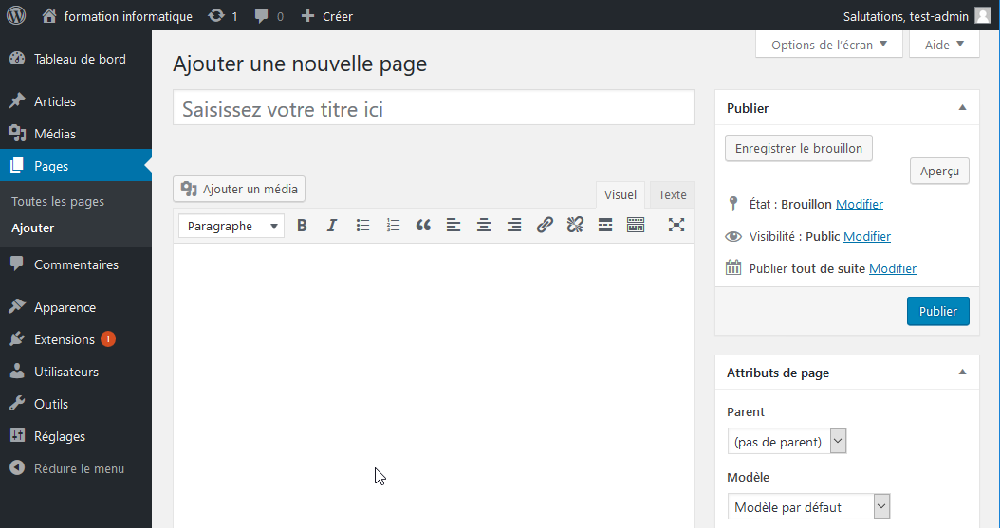 formation informatique 1 0 Créer Salutations, test-admin
Tableau de bord
Articles
Médias
Pages
Toutes les pages
Ajouter
Commentaires
Apparence
Extensions 1
Utilisateurs
Outils
Réglages
Réduire le menu
Options de l'écran Aide
Ajouter une nouvelle page
Saisissez votre titre ici
Ajouter un média
Visuel Texte
Paragraphe B I
Publier
Enregistrer le brouillon
Aperçu
État : Brouillon Modifier
Visibilité : Public Modifier
Publier tout de suite Modifier
Publier
Attributs de page
Parent
(pas de parent)
Modèle
Modèle par défaut